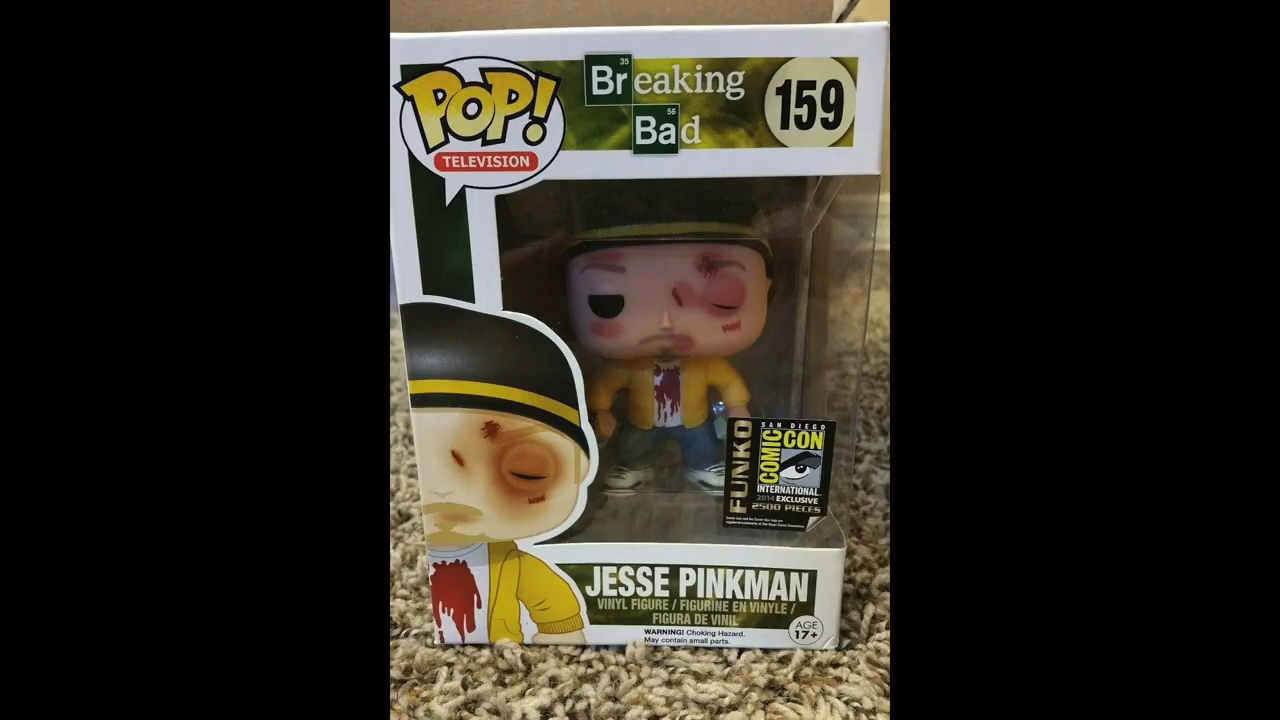 POP!
TELEVISION
35
Breaking
56
Bad
159
FUNKO
SAN DIEGO
COMIC CON
INTERNATIONAL
2014 EXCLUSIVE
2500 PIECES
JESSE PINKMAN
VINYL FIGURE / FIGURINE EN VINYLE /
FIGURA DE VINIL
WARNING! Choking Hazard.
May contain small parts.
AGE
17+